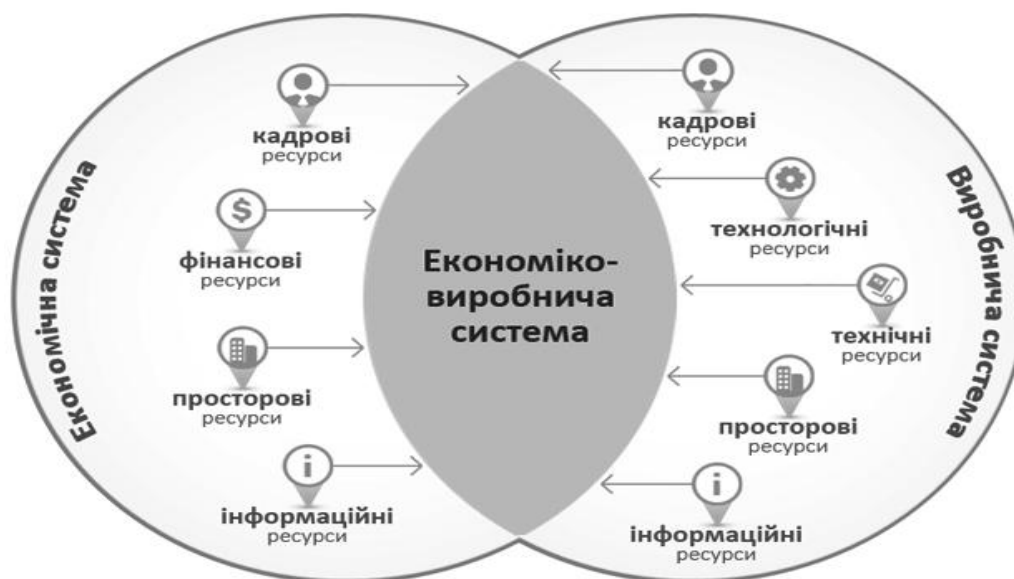 Економічна система
кадрові
ресурси
фінансові
ресурси
просторові
ресурси
інформаційні
ресурси
Економіко-
виробнича
система
кадрові
ресурси
технологічні
ресурси
технічні
ресурси
просторові
ресурси
інформаційні
ресурси
Виробнича система